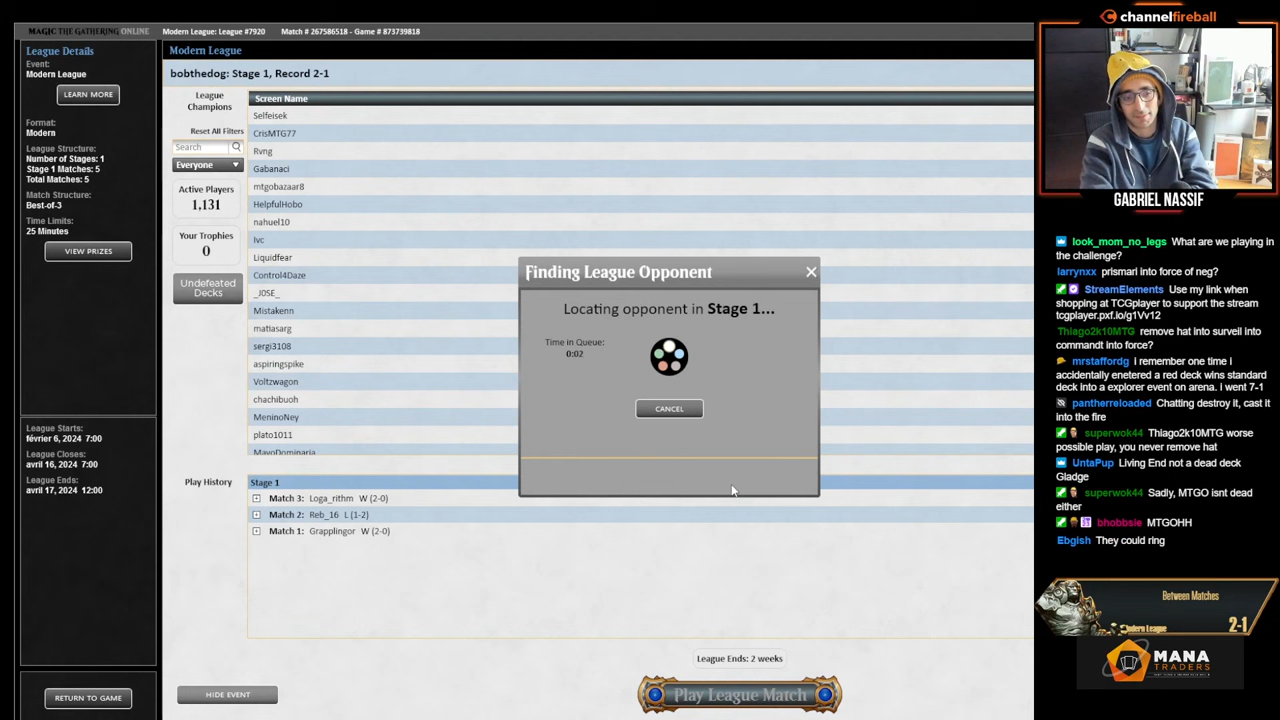 MAGIC THE GATHERING ONLINE
Modern League: League #7920
Match # 267586518 - Game # 873739818
League Details
Event:
Modern League
LEARN MORE
Format:
Modern
League Structure:
Number of Stages: 1
Stage 1 Matches: 5
Total Matches: 5
Match Structure:
Best-of-3
Time Limits:
25 Minutes
VIEW PRIZES
League Starts:
février 6, 2024 7:00
League Closes:
avril 16, 2024 7:00
League Ends:
avril 17, 2024 12:00
RETURN TO GAME
Modern League
bobthedog: Stage 1, Record 2-1
League
Champions
Reset All Filters
Search
Everyone
Active Players
1,131
Your Trophies
0
Undefeated
Decks
Screen Name
Selfeisek
CrisMTG77
Rvng
Gabanaci
mtgobazaar8
HelpfulHobo
nahuel10
lvc
Liquidfear
Control4Daze
_JOSE_
Mistakenn
matiasarg
sergi3108
aspiringspike
Voltzwagon
chachibuoh
MeninoNey
plato1011
MayoDominaria
Finding League Opponent
Locating opponent in Stage 1...
Time in Queue:
0:02
CANCEL
Play History
Stage 1
Match 3: Loga_rithm W (2-0)
Match 2: Reb_16 L (1-2)
Match 1: Grapplingor W (2-0)
League Ends: 2 weeks
HIDE EVENT
Play League Match
channelfireball
GABRIEL NASSIF
look_mom_no_legs What are we playing in
the challenge?
larrynxx prismari into force of neg?
StreamElements Use my link when
shopping at TCGplayer to support the stream
tcgplayer.pxf.io/g1Vv12
Thiago2k10MTG remove hat into surveil into
commandt into force?
mrstaffordg i remember one time i
accidentally enetered a red deck wins standard
deck into a explorer event on arena. i went 7-1
pantherreloaded Chatting destroy it, cast it
into the fire
superwok44 Thiago2k10MTG worse
possible play, you never remove hat
UntaPup Living End not a dead deck
Gladge
superwok44 Sadly, MTGO isnt dead
either
bhobbsie MTGOHH
Ebgish They could ring
Between Matches
Modern League
2-1
MANA
TRADERS